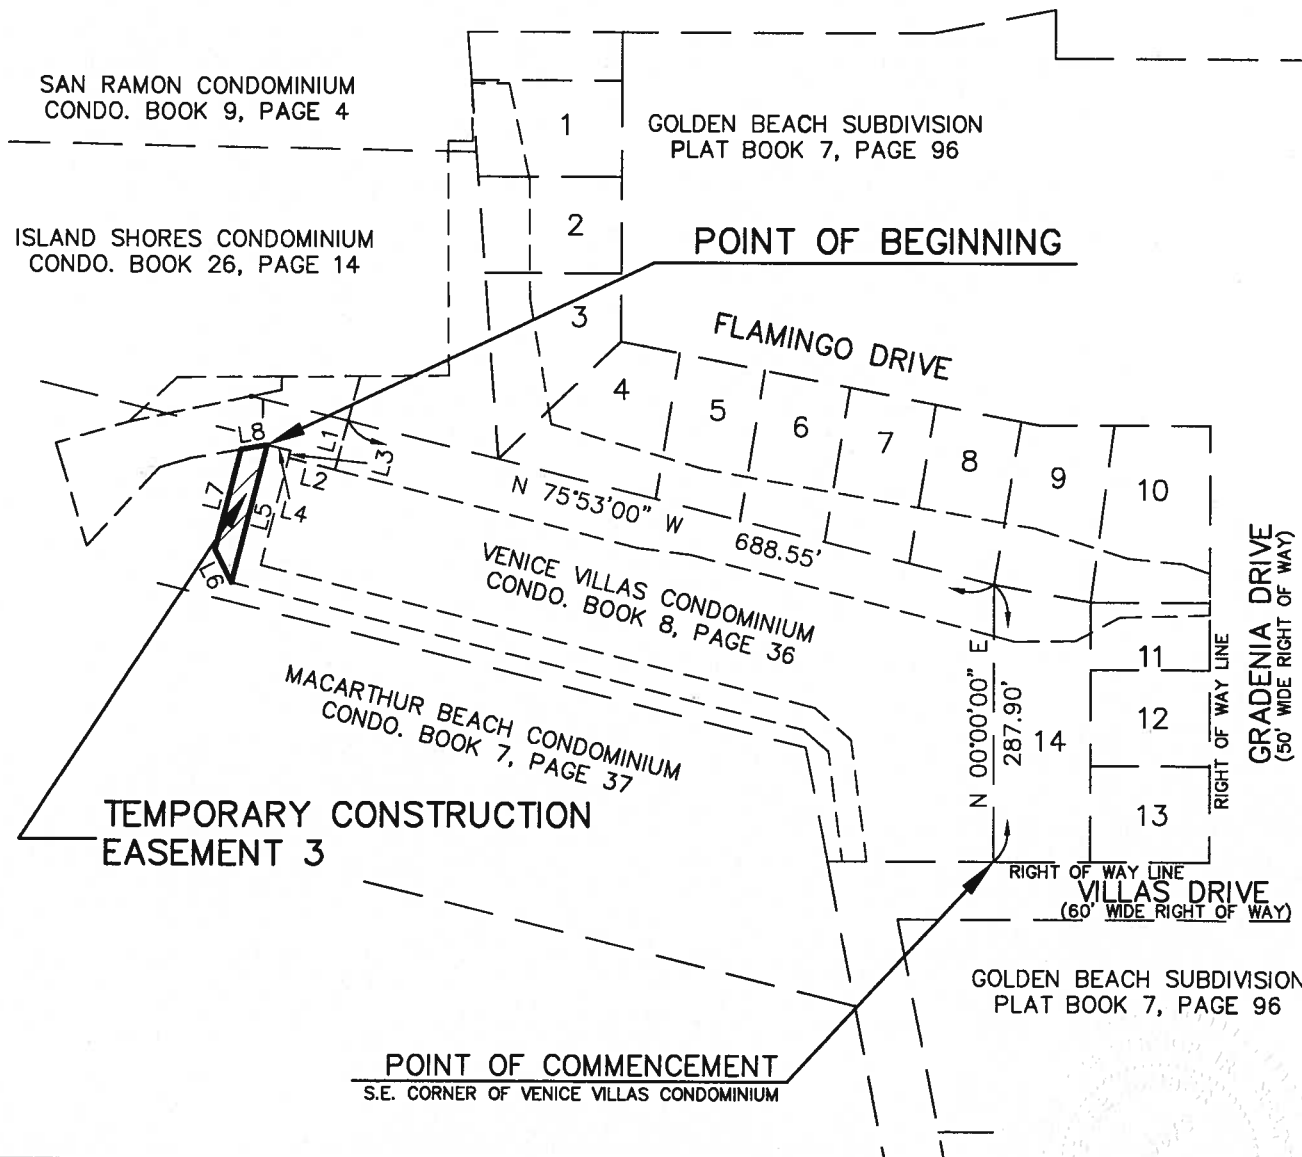 SAN RAMON CONDOMINIUM
CONDO. BOOK 9, PAGE 4
1
GOLDEN BEACH SUBDIVISION
PLAT BOOK 7, PAGE 96
ISLAND SHORES CONDOMINIUM
CONDO. BOOK 26, PAGE 14
2
POINT OF BEGINNING
3
FLAMINGO DRIVE
4
5
6
7
8
9
10
L8
L1
L3
L2
L7
L5
L4
L6
N 75°53'00" W
688.55'
VENICE VILLAS CONDOMINIUM
CONDO. BOOK 8, PAGE 36
GRADENIA DRIVE
(50' WIDE RIGHT OF WAY)
RIGHT OF WAY LINE
11
12
13
14
N 00°00'00" E
287.90'
MACARTHUR BEACH CONDOMINIUM
CONDO. BOOK 7, PAGE 37
TEMPORARY CONSTRUCTION
EASEMENT 3
RIGHT OF WAY LINE
VILLAS DRIVE
(60' WIDE RIGHT OF WAY)
GOLDEN BEACH SUBDIVISION
PLAT BOOK 7, PAGE 96
POINT OF COMMENCEMENT
S.E. CORNER OF VENICE VILLAS CONDOMINIUM